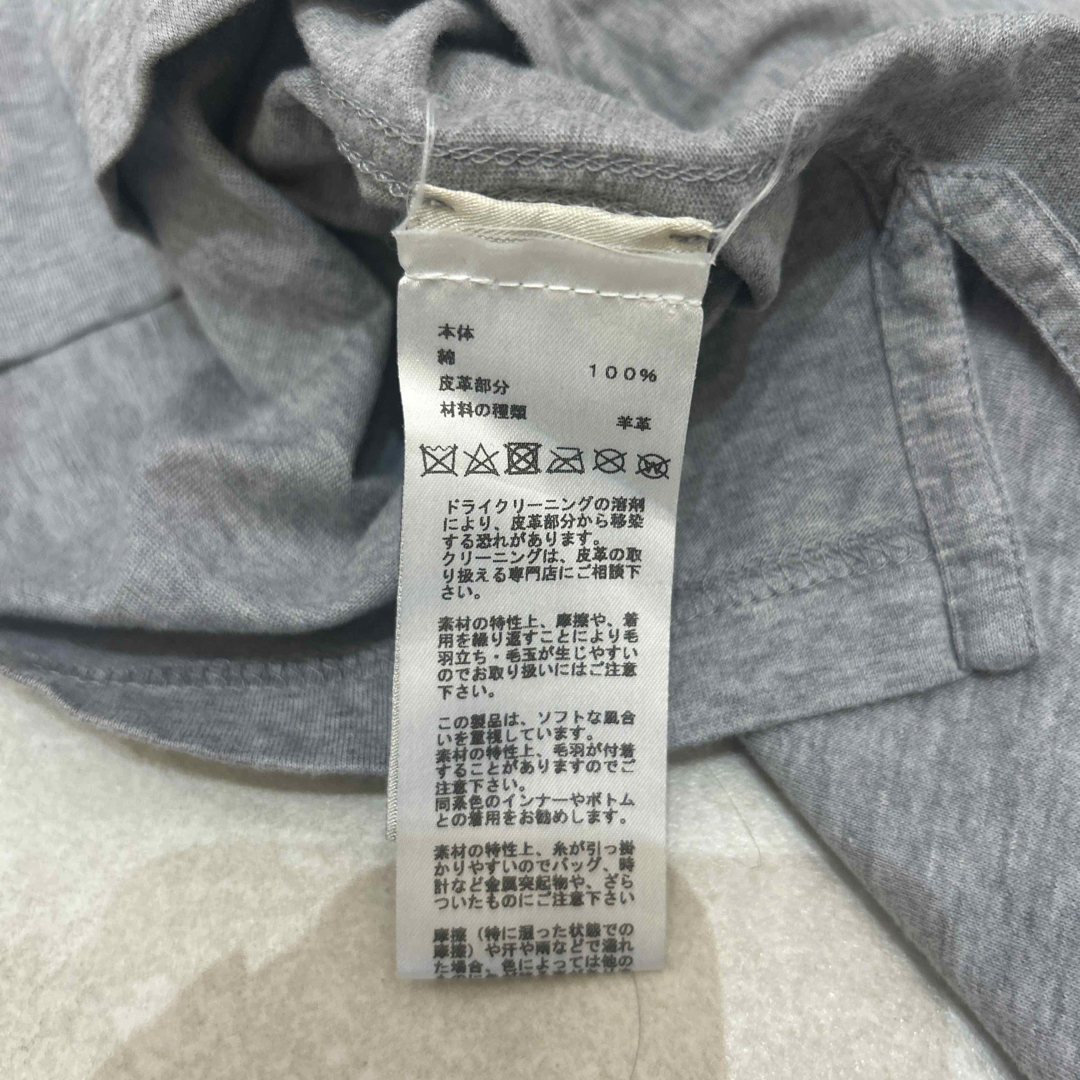 本体
綿
100%
皮革部分
材料の種類
羊革
ドライクリーニングの溶剤
により、皮革部分から移染
する恐れがあります。
クリーニングは、皮革の取
り扱える専門店にご相談下
さい。
素材の特性上、摩擦や、着
用を繰り返すことにより毛
羽立ち・毛玉が生じやすい
のでお取り扱いにはご注意
下さい。
この製品は、ソフトな風合
いを重視しています。
素材の特性上、毛羽が付着
することがありますのでご
注意下さい。
同系色のインナーやボトム
との着用をお勧めします。
素材の特性上、糸が引っ掛
かりやすいのでバッグ、時
計など金属突起物や、ざら
ついたものにご注意下さい
摩擦（特に湿った状態での
摩擦）や汗や雨などで濡れ
た場合、色によっては他の